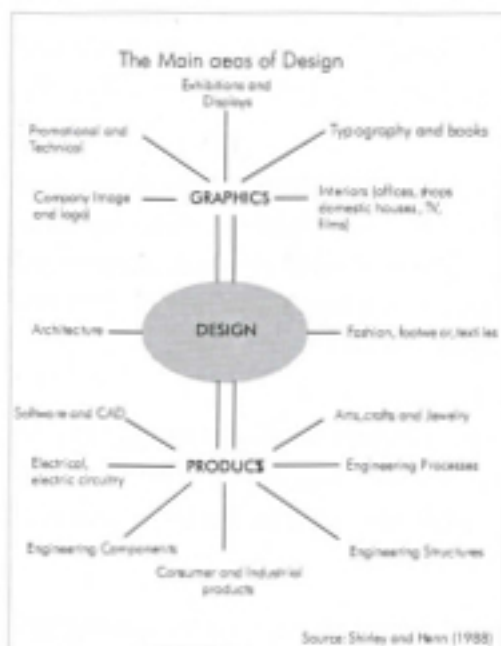 The Main aeas of Design
Exhibitions and
Displays
Promotional and
Technical
Typography and books
Company Image
and logo)
GRAPHICS
Interiors (offices, shops
domestic houses, TV,
films)
Architecture
DESIGN
Fashion, footwear, textiles
Software and CAD,
Arts, crafts and Jewelry
Electrical,
electric circuitry
PRODUC$
Engineering Processes
Engineering Components
Consumer and Industrial
products
Engineering Structures
Source: Shirley and Henn (1988)